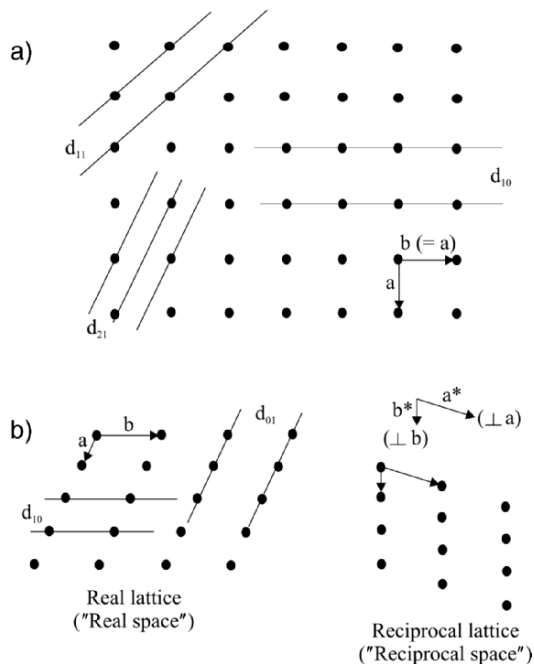 a)
d₁₁
d₁₀
b (= a)
a
d₂₁
b)
a
b
d₀₁
d₁₀
b*
a*
(⊥ a)
(⊥ b)
Real lattice
("Real space")
Reciprocal lattice
("Reciprocal space")